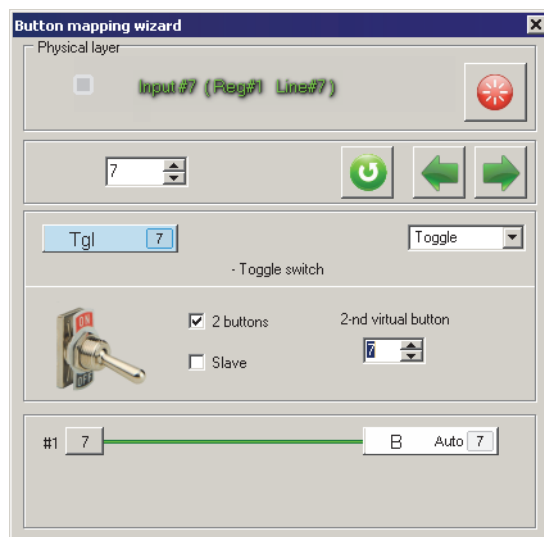 Button mapping wizard
Physical layer
Input #7 (Reg#1 Line#7)
7
Tgl 7
Toggle
- Toggle switch
ON
OFF
2 buttons
2-nd virtual button
Slave
7
#1 7
B Auto 7